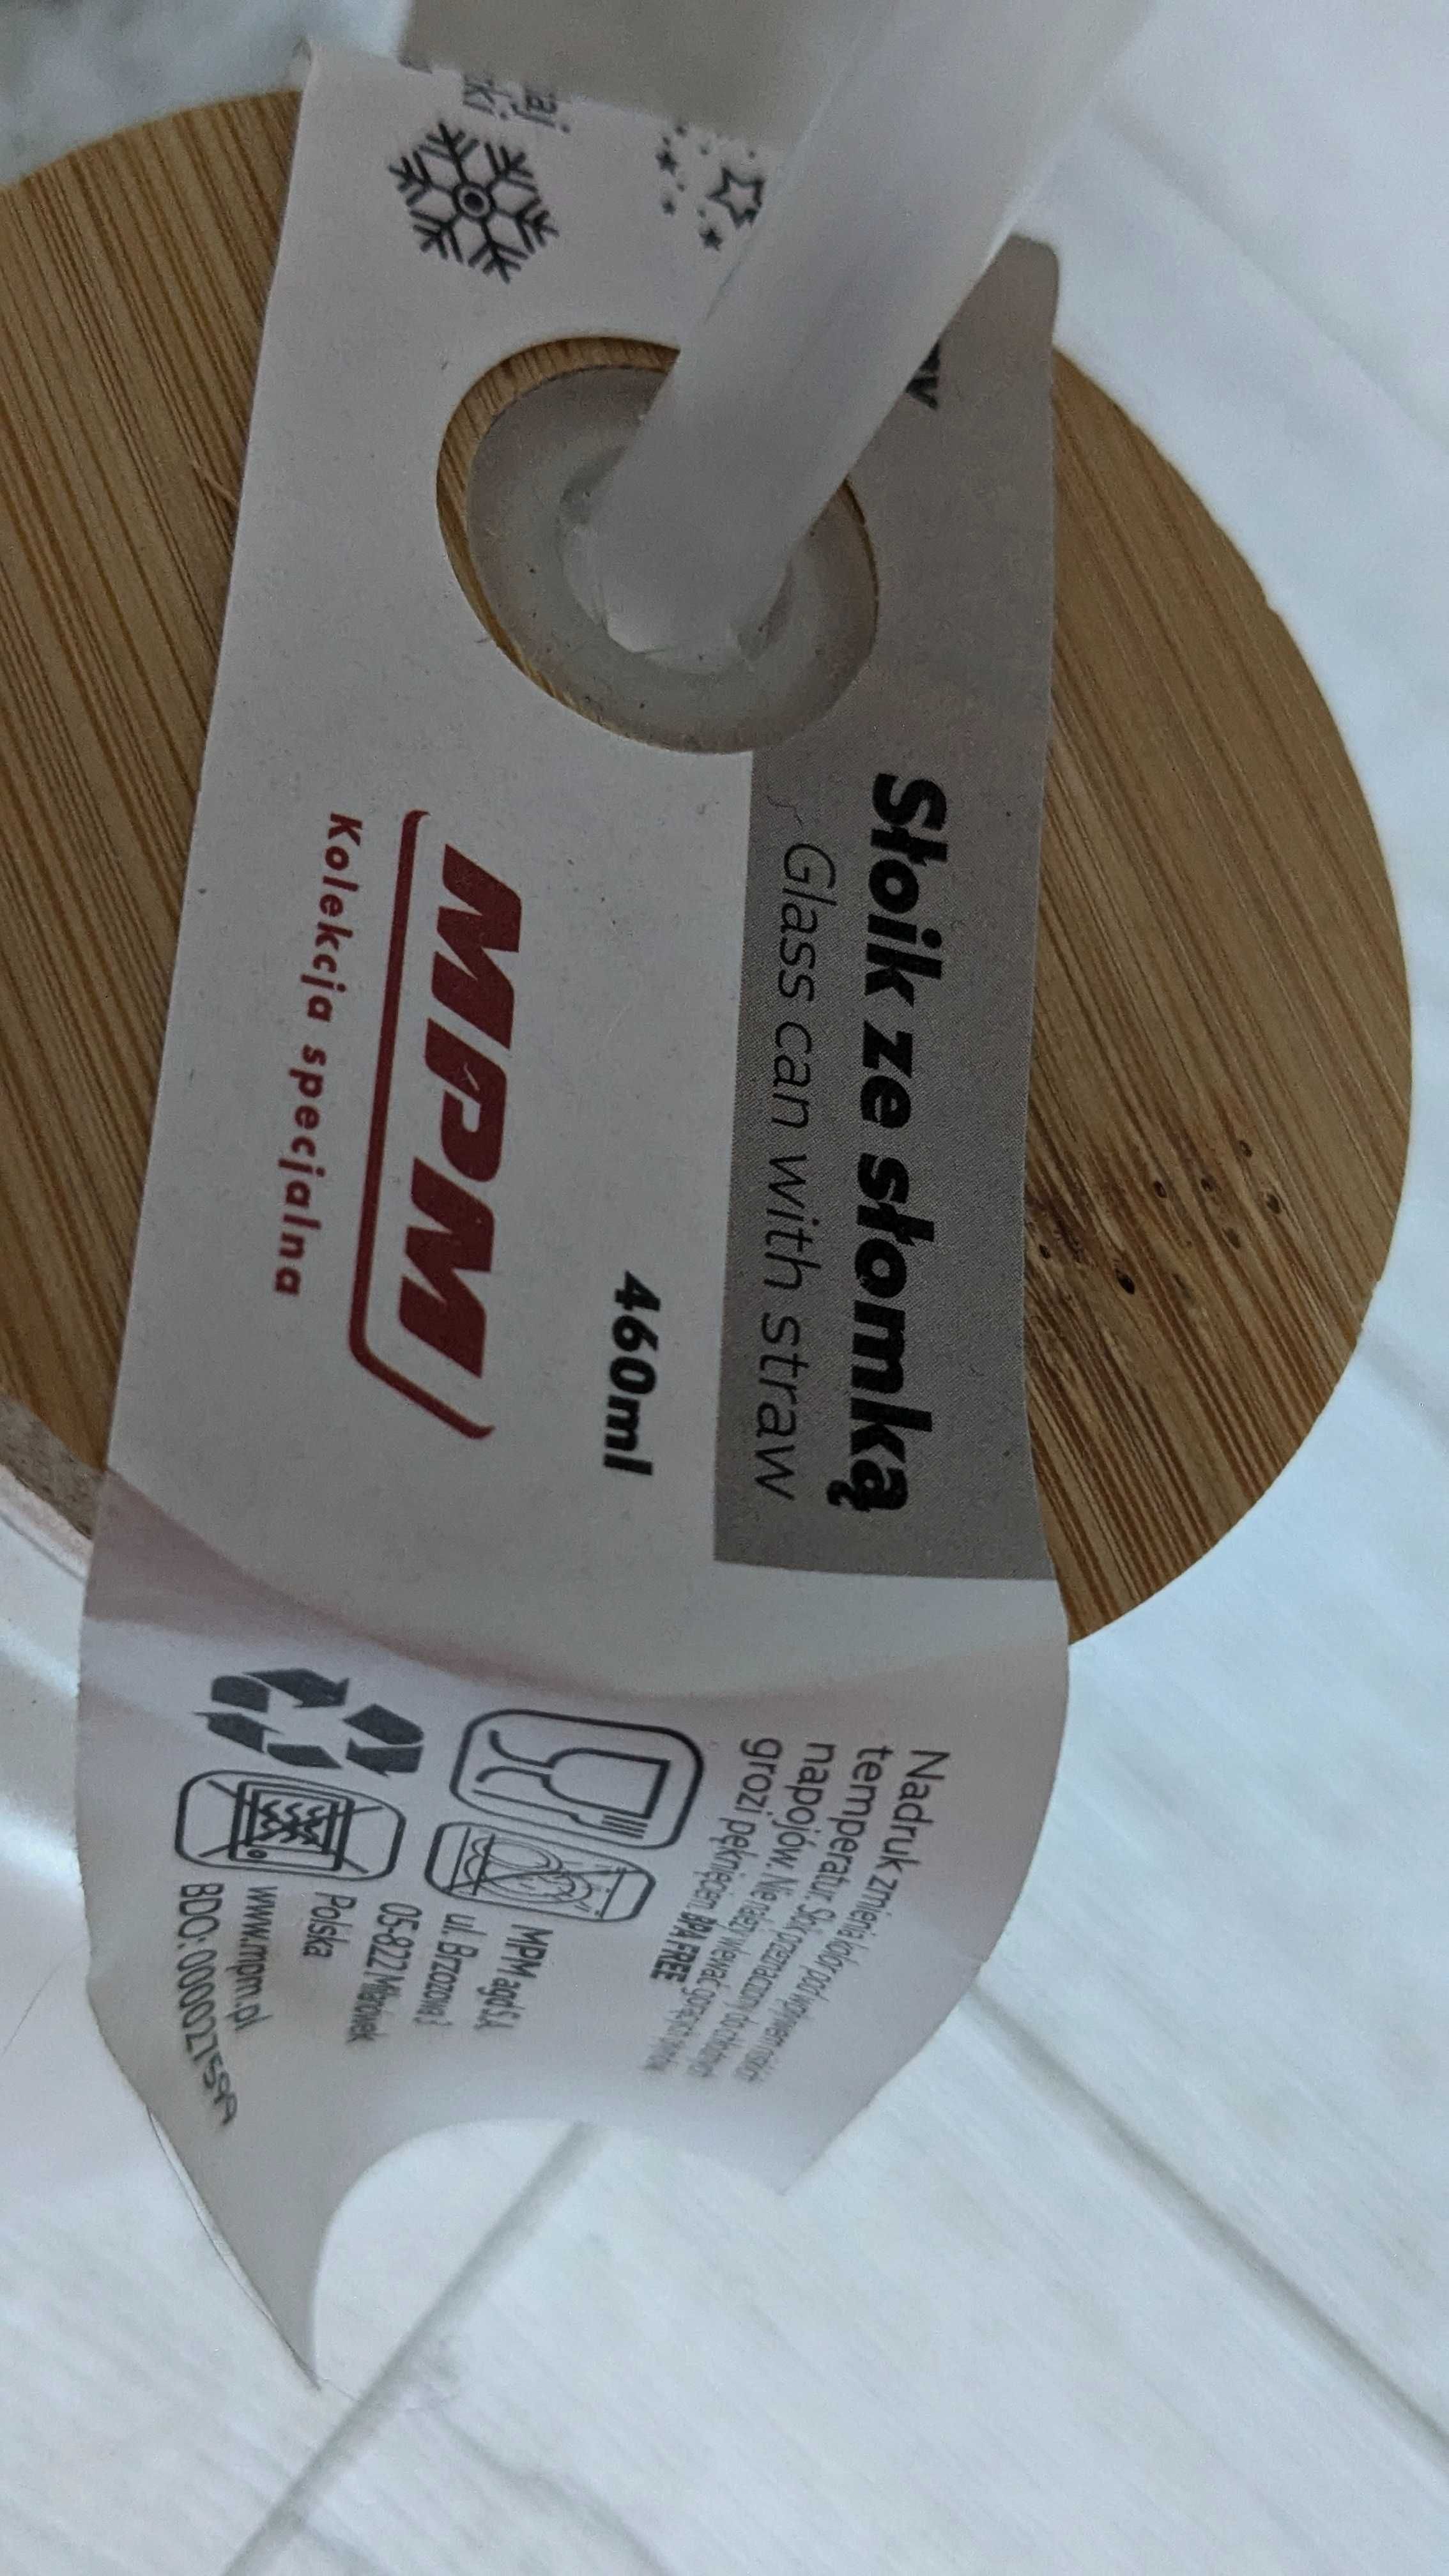 Słoik ze słomką
Glass can with straw
460ml
MPM
Kolekcja specjalna
Nadruk zmienia kolor pod wpływem niskich
temperatur. Słoik przeznaczony do chłodnych
napojów. Nie należy wlewać gorących
grozi pęknięciem. BPA FREE
MPM agd S.A.
ul. Brzozowa 3
05-822 Milanówek
Polska
www.mpm.pl
BDO: 000027599